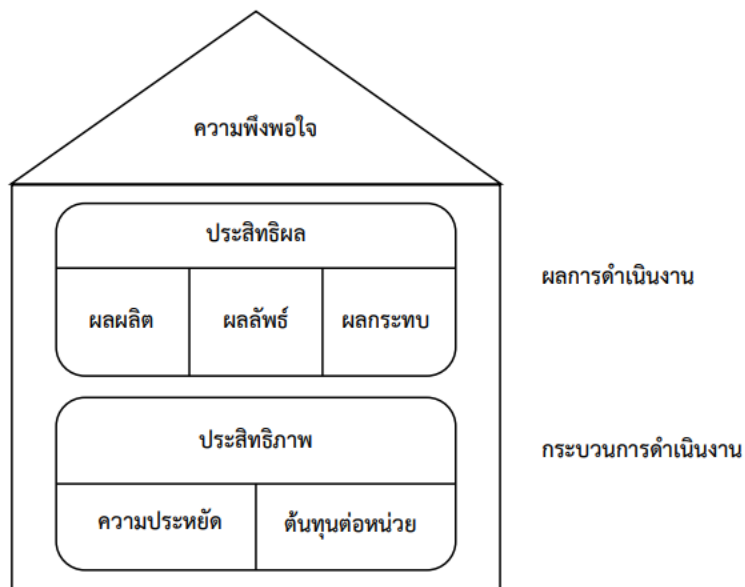 ความพึงพอใจ
ประสิทธิผล
ผลผลิต
ผลลัพธ์
ผลกระทบ
ผลการดำเนินงาน
ประสิทธิภาพ
กระบวนการดำเนินงาน
ความประหยัด
ต้นทุนต่อหน่วย